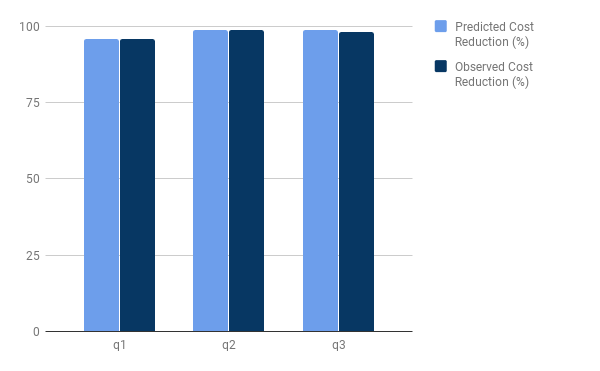 100
75
50
25
0
q1
q2
q3
Predicted Cost
Reduction (%)
Observed Cost
Reduction (%)